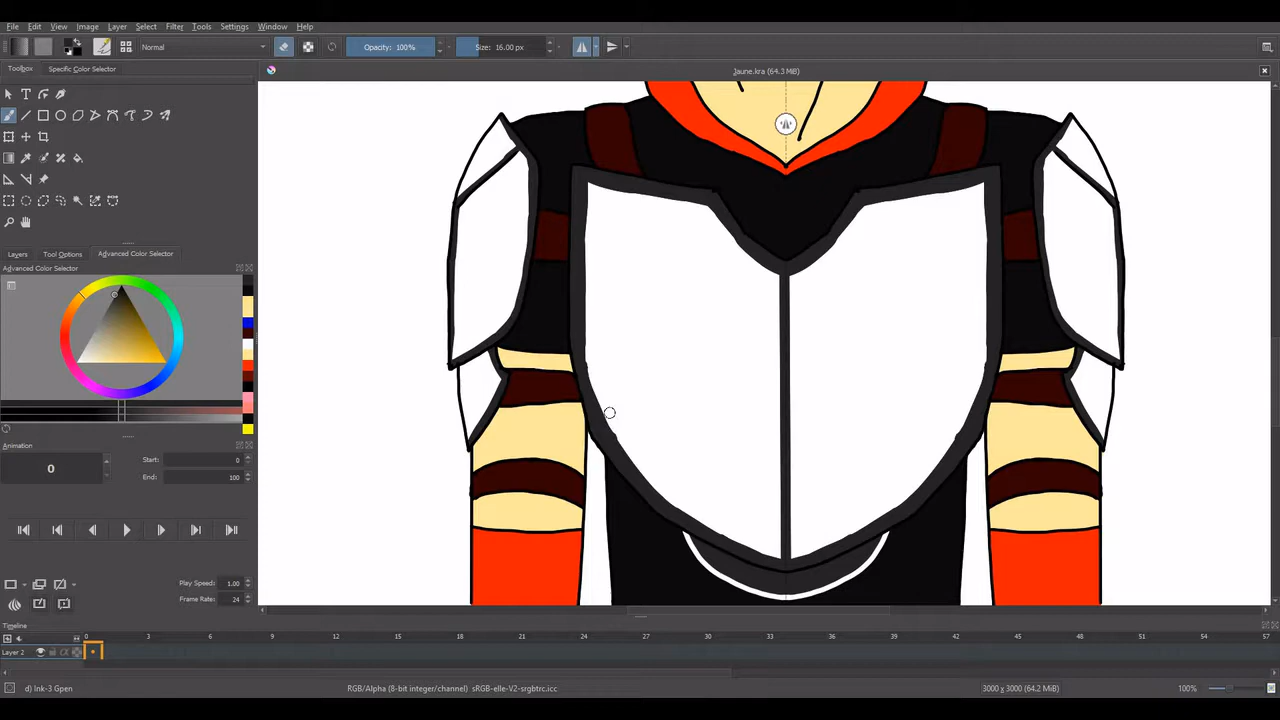 File Edit View Image Layer Select Filter Tools Settings Window Help
Normal Opacity: 100% Size: 16.00 px
Toolbox Specific Color Selector Jaune.kra (64.3 MiB)
Layers Tool Options Advanced Color Selector
Advanced Color Selector
Animation
0 Start: 0
End: 100
Play Speed: 1.00
Frame Rate: 24
Timeline
0 3 6 9 12 15 18 21 24 27 30 33 36 39 42 45 48 51 54 57
Layer 2
d) Ink-3 Gpen RGB/Alpha (8-bit integer/channel) sRGB-elle-V2-srgbtrc.icc 3000 x 3000 (64.2 MiB) 100%